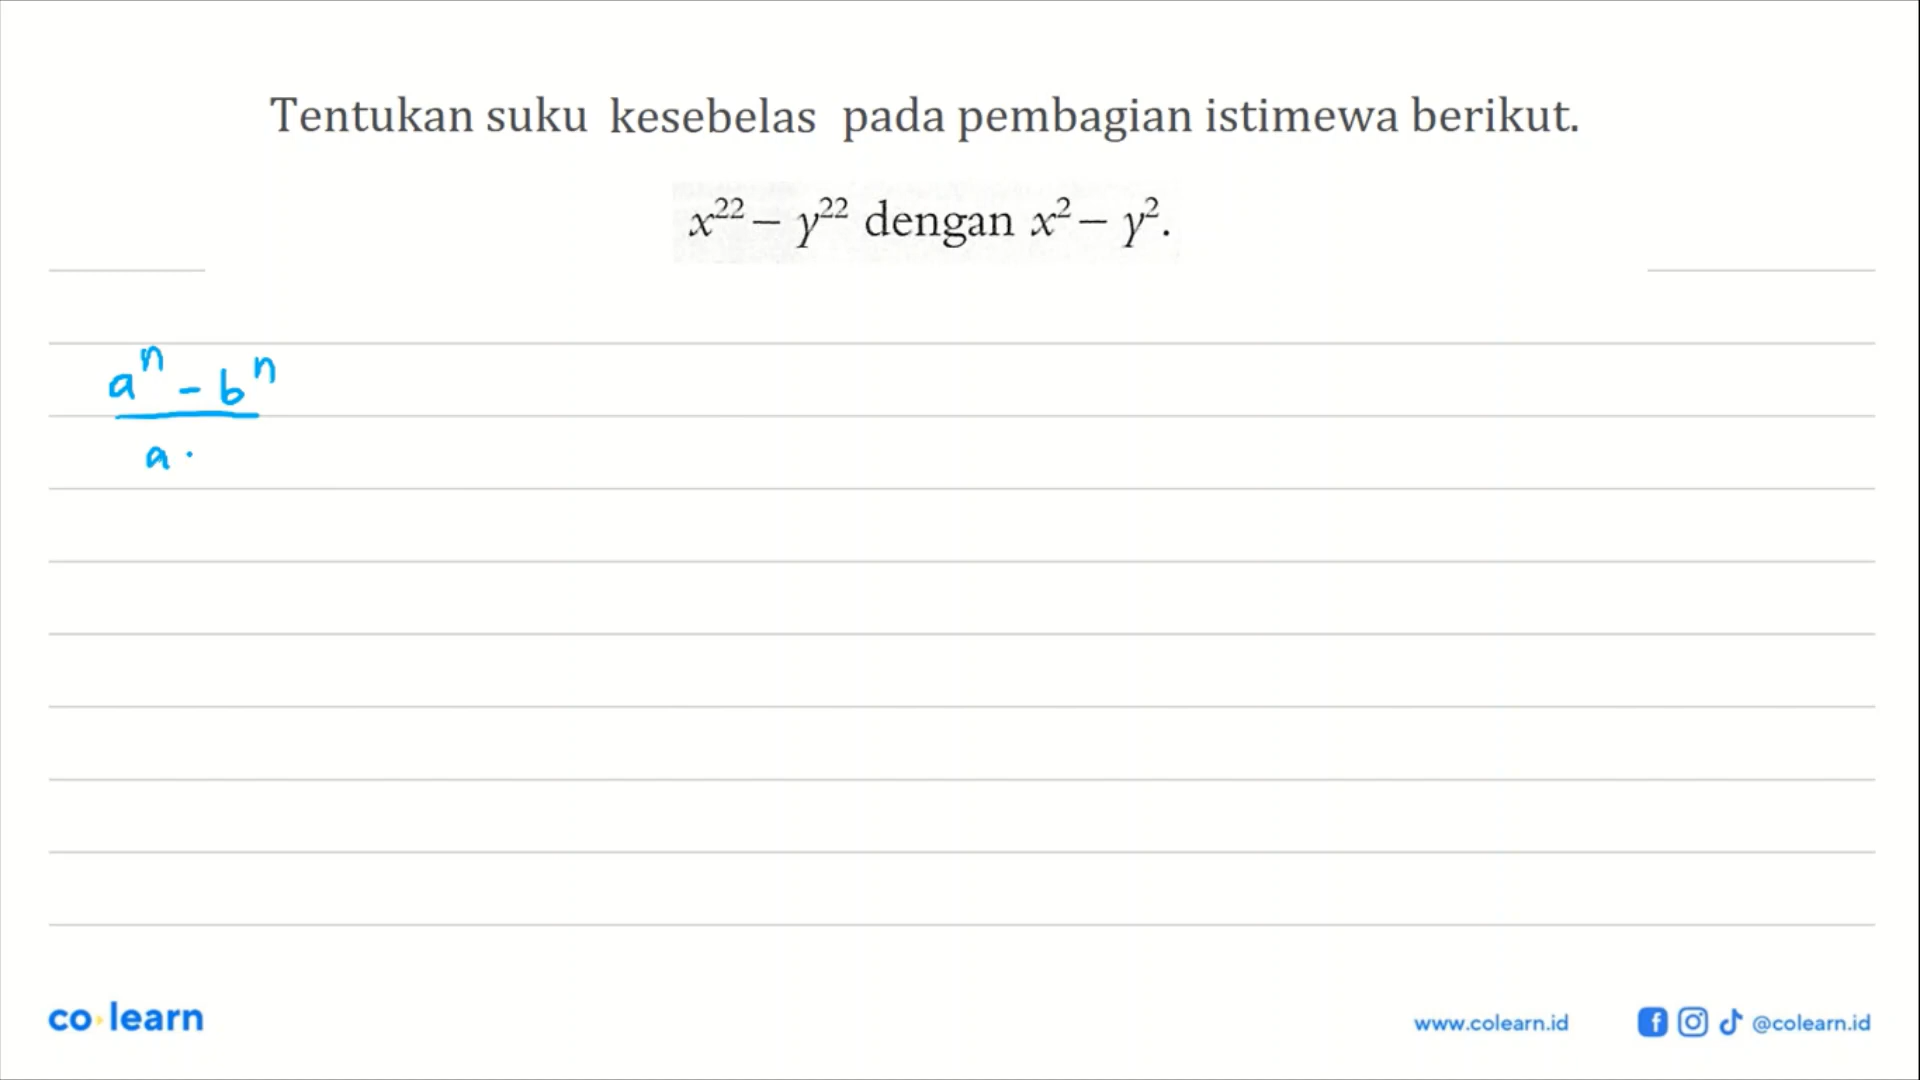 Tentukan suku kesebelas pada pembagian istimewa berikut.
x²² – y²² dengan x² – y².
aⁿ - bⁿ
a ·
co learn
www.colearn.id @colearn.id